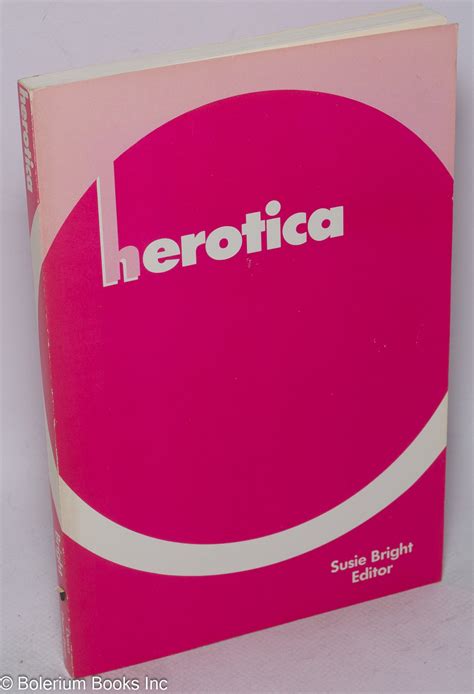 herotica
herotica
Susie Bright
Editor
© Bolerium Books Inc